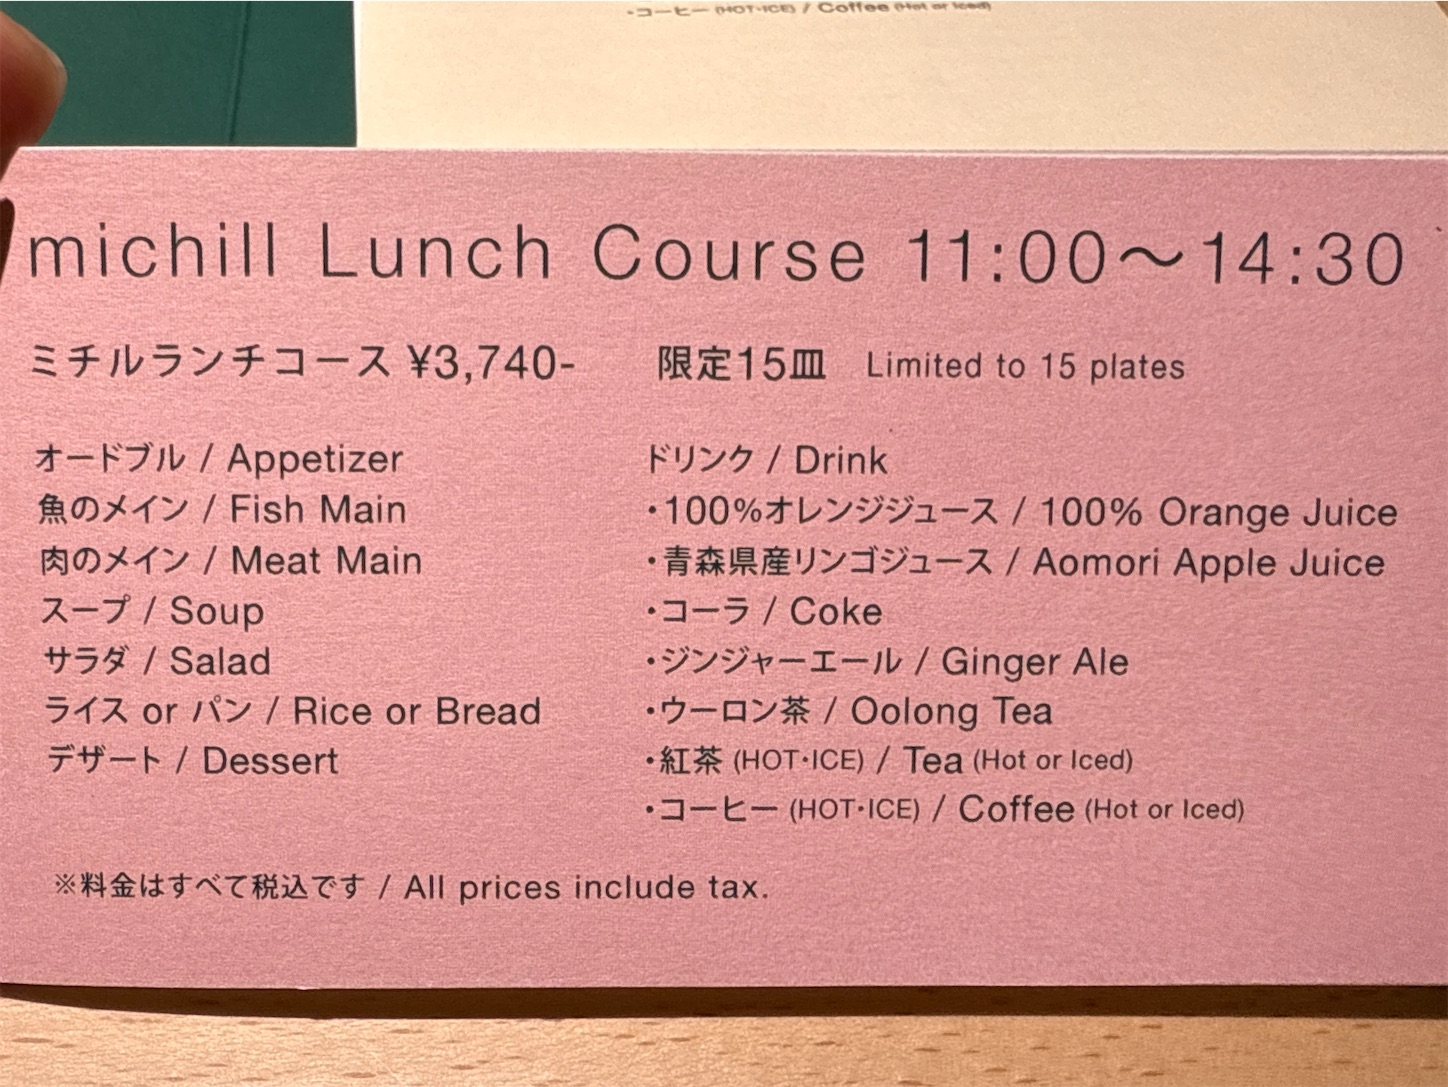 ・コーヒー (HOT・ICE) / Coffee (Hot or Iced)
michill Lunch Course 11:00〜14:30
ミチルランチコース ¥3,740-
限定15皿 Limited to 15 plates
オードブル / Appetizer
魚のメイン / Fish Main
肉のメイン / Meat Main
スープ / Soup
サラダ / Salad
ライス or パン / Rice or Bread
デザート / Dessert
ドリンク / Drink
・100%オレンジジュース / 100% Orange Juice
・青森県産リンゴジュース / Aomori Apple Juice
・コーラ / Coke
・ジンジャーエール / Ginger Ale
・ウーロン茶 / Oolong Tea
・紅茶 (HOT・ICE) / Tea (Hot or Iced)
・コーヒー (HOT・ICE) / Coffee (Hot or Iced)
※料金はすべて税込です / All prices include tax.